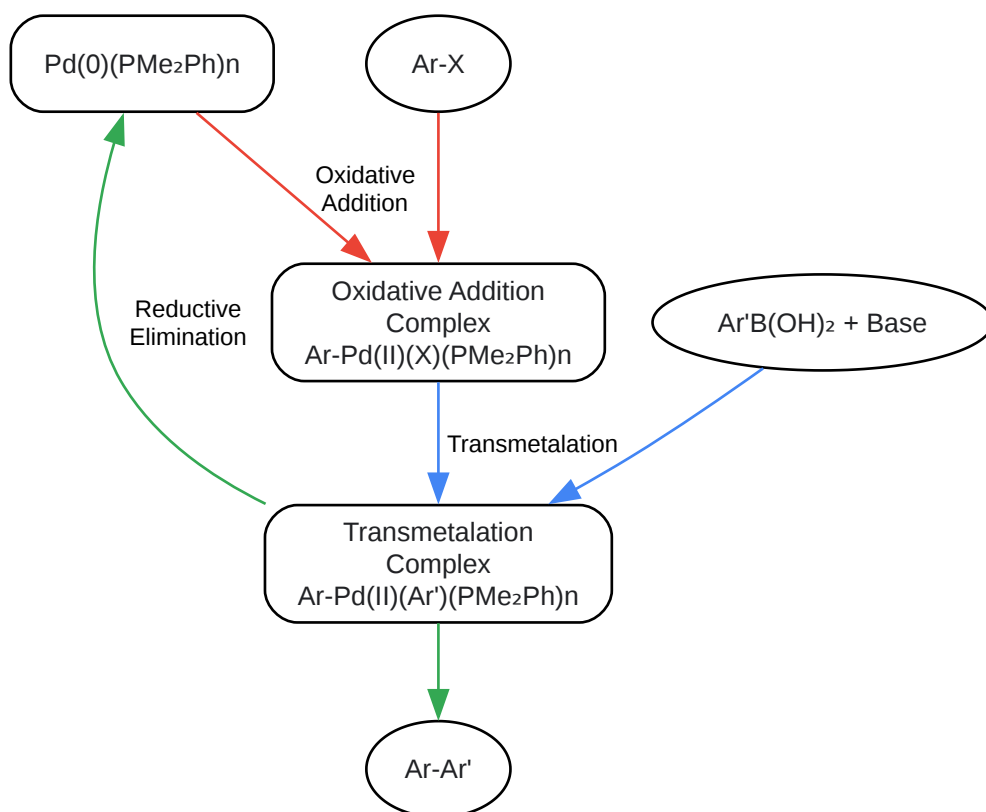 Pd(0)(PMe₂Ph)n
Ar-X
Oxidative
Addition
Oxidative Addition
Complex
Ar-Pd(II)(X)(PMe₂Ph)n
Reductive
Elimination
Ar'B(OH)₂ + Base
Transmetalation
Transmetalation
Complex
Ar-Pd(II)(Ar')(PMe₂Ph)n
Ar-Ar'